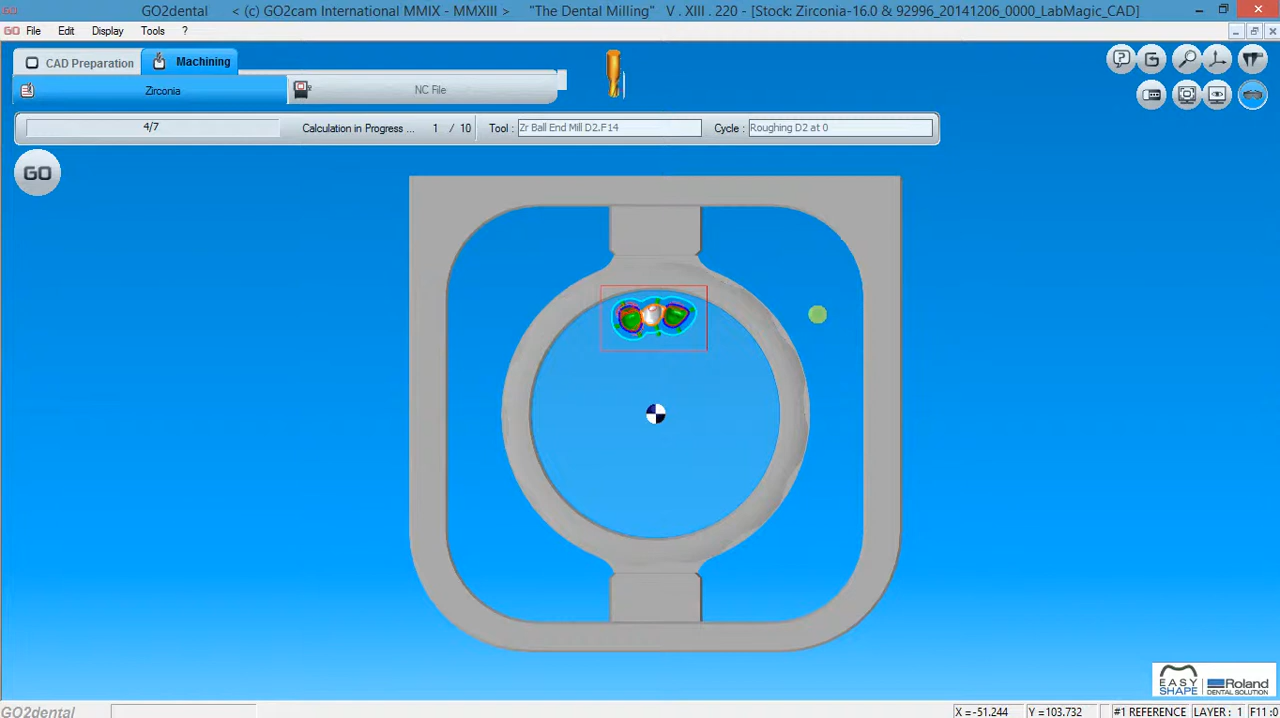 GO GO2dental < (c) GO2cam International MMIX - MMXIII > "The Dental Milling" V . XIII . 220 - [Stock: Zirconia-16.0 & 92996_20141206_0000_LabMagic_CAD]
GO File Edit Display Tools ?
CAD Preparation Machining
Zirconia NC File
4/7 Calculation in Progress ... 1 / 10 Tool : Zr Ball End Mill D2.F14 Cycle : Roughing D2 at 0
GO
EASY SHAPE Roland DENTAL SOLUTION
GO2dental X = -51.244 Y = 103.732 #1 REFERENCE LAYER : 1 F11 :0